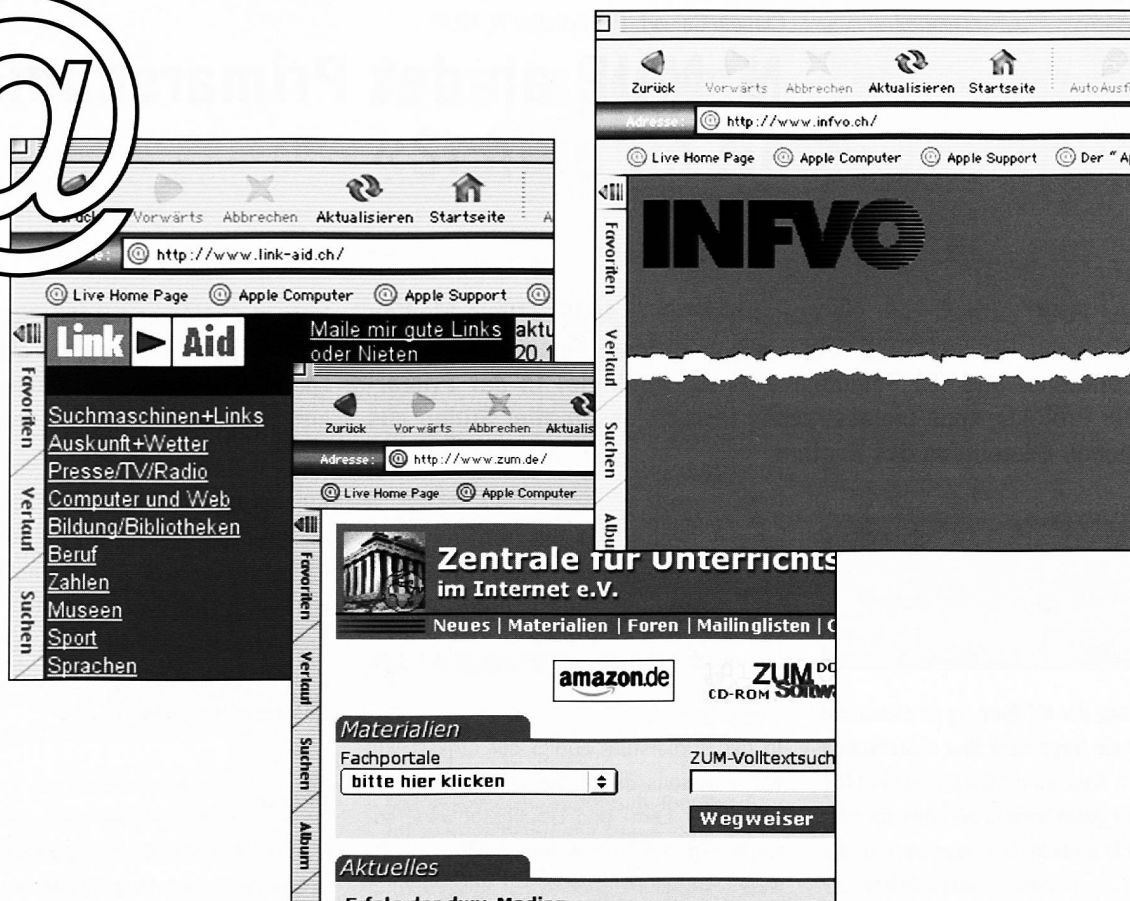 @
Vorwärts Abbrechen Aktualisieren Startseite
http://www.link-aid.ch/
Live Home Page Apple Computer Apple Support
Link Aid
Maile mir gute Links
oder Nieten
Favoriten
Verlauf
Suchen
Suchmaschinen+Links
Auskunft+Wetter
Presse/TV/Radio
Computer und Web
Bildung/Bibliotheken
Beruf
Zahlen
Museen
Sport
Sprachen
Zurück Vorwärts Abbrechen
Adresse: http://www.zum.de/
Live Home Page Apple Computer
Favoriten
Verlauf
Suchen
Album
Zentrale für Unterrichts
im Internet e.V.
Neues | Materialien | Foren | Mailinglisten |
amazon.de
ZUM
CD-ROM
Materialien
Fachportale
bitte hier klicken
ZUM-Volltextsuch
Wegweiser
Aktuelles
Zurück Vorwärts Abbrechen Aktualisieren Startseite
Adresse: http://www.infvo.ch/
Live Home Page Apple Computer Apple Support Der "
Favoriten
Verlauf
Suchen
INFVO